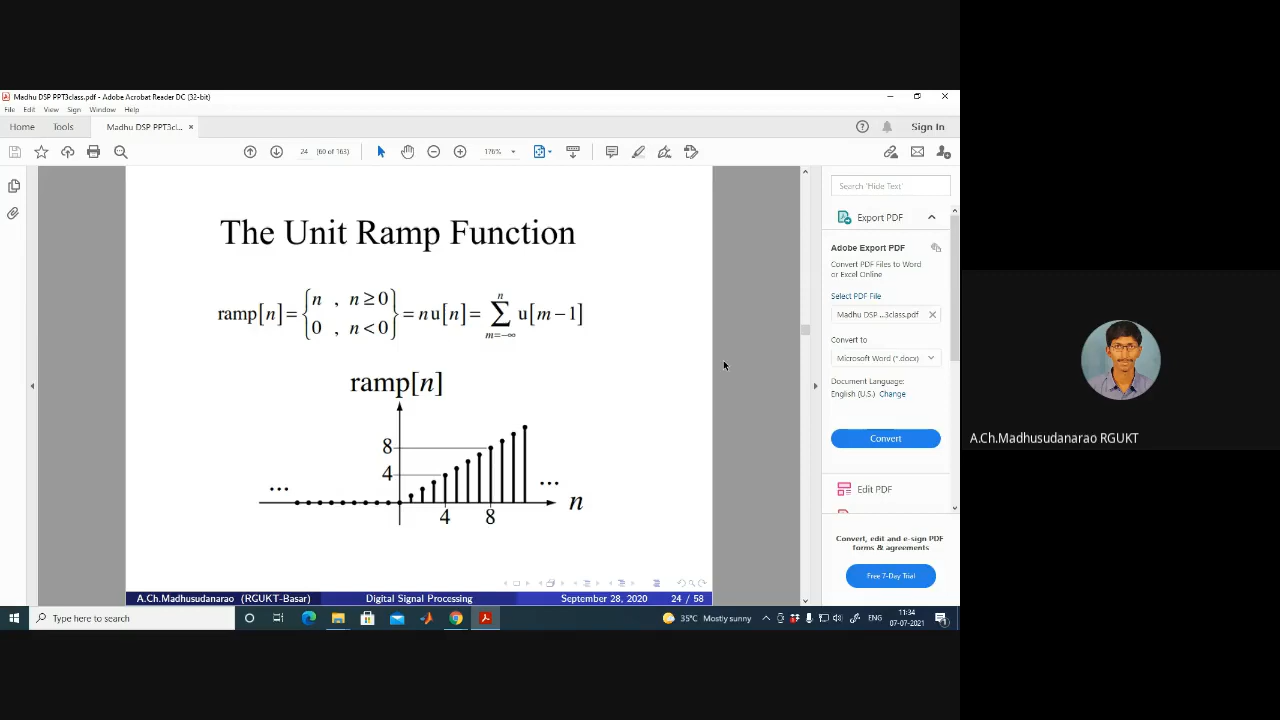 Madhu DSP PPT3class.pdf - Adobe Acrobat Reader DC (32-bit)
File Edit View Sign Window Help
Home Tools Madhu DSP PPT3cl... × Sign In
24 (60 of 163) 176%
The Unit Ramp Function
ramp[n] = { n , n ≥ 0
0 , n < 0 } = n u[n] = ∑ u[m − 1]
n
m=−∞
ramp[n]
8
4
... ...
4 8 n
A.Ch.Madhusudanarao (RGUKT-Basar) Digital Signal Processing September 28, 2020 24 / 58
Search 'Hide Text'
Export PDF
Adobe Export PDF
Convert PDF Files to Word
or Excel Online
Select PDF File
Madhu DSP ...3class.pdf ×
Convert to
Microsoft Word (*.docx)
Document Language:
English (U.S.) Change
Convert
Edit PDF
Convert, edit and e-sign PDF
forms & agreements
Free 7-Day Trial
Type here to search
35°C Mostly sunny ENG 11:34
07-07-2021
A.Ch.Madhusudanarao RGUKT